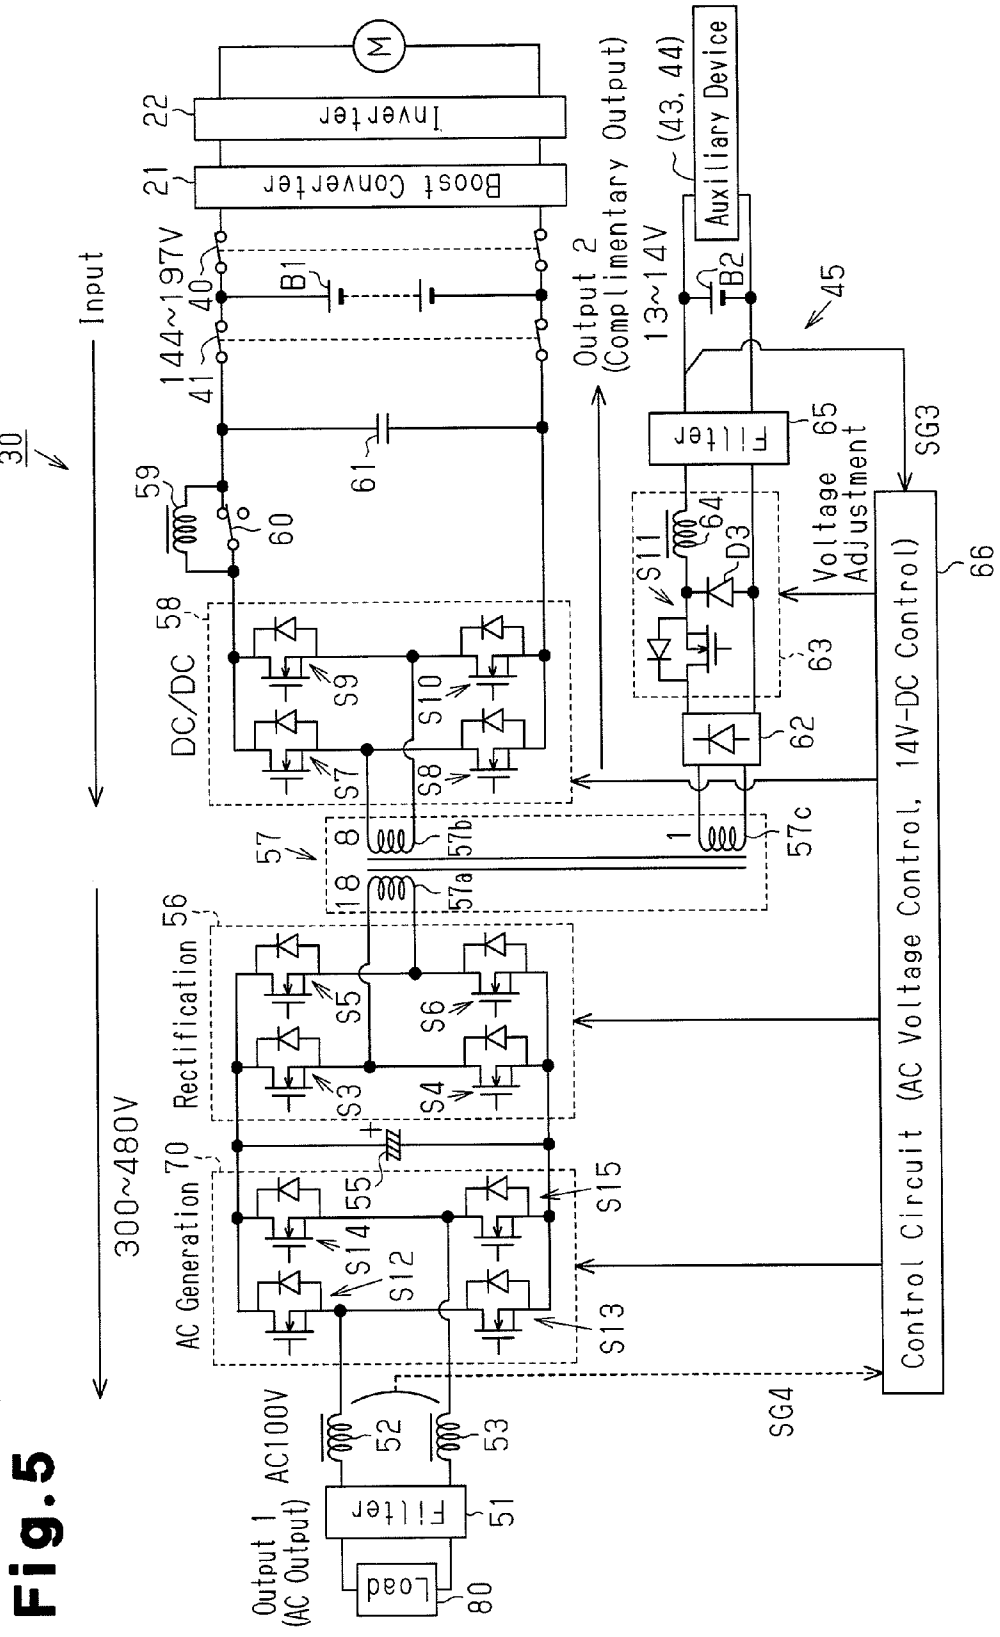 Fig.5
30
Input
300~480V
144~197V
Output 1
(AC Output)
AC100V
AC Generation 70
55
+
Rectification
56
57
DC/DC
58
59
60
61
41
40
B1
21
22
Boost Converter
Inverter
M
S14
S12
S15
S13
S3
S5
S4
S6
S7
S9
S8
S10
18
8
57a
57b
1
57c
Load
80
Filter
51
52
53
Output 2
(Complimentary Output)
13~14V
(43, 44)
Auxiliary Device
B2
45
62
63
S11
64
D3
Filter
65
Voltage
Adjustment
SG3
SG4
Control Circuit (AC Voltage Control, 14V-DC Control)
66